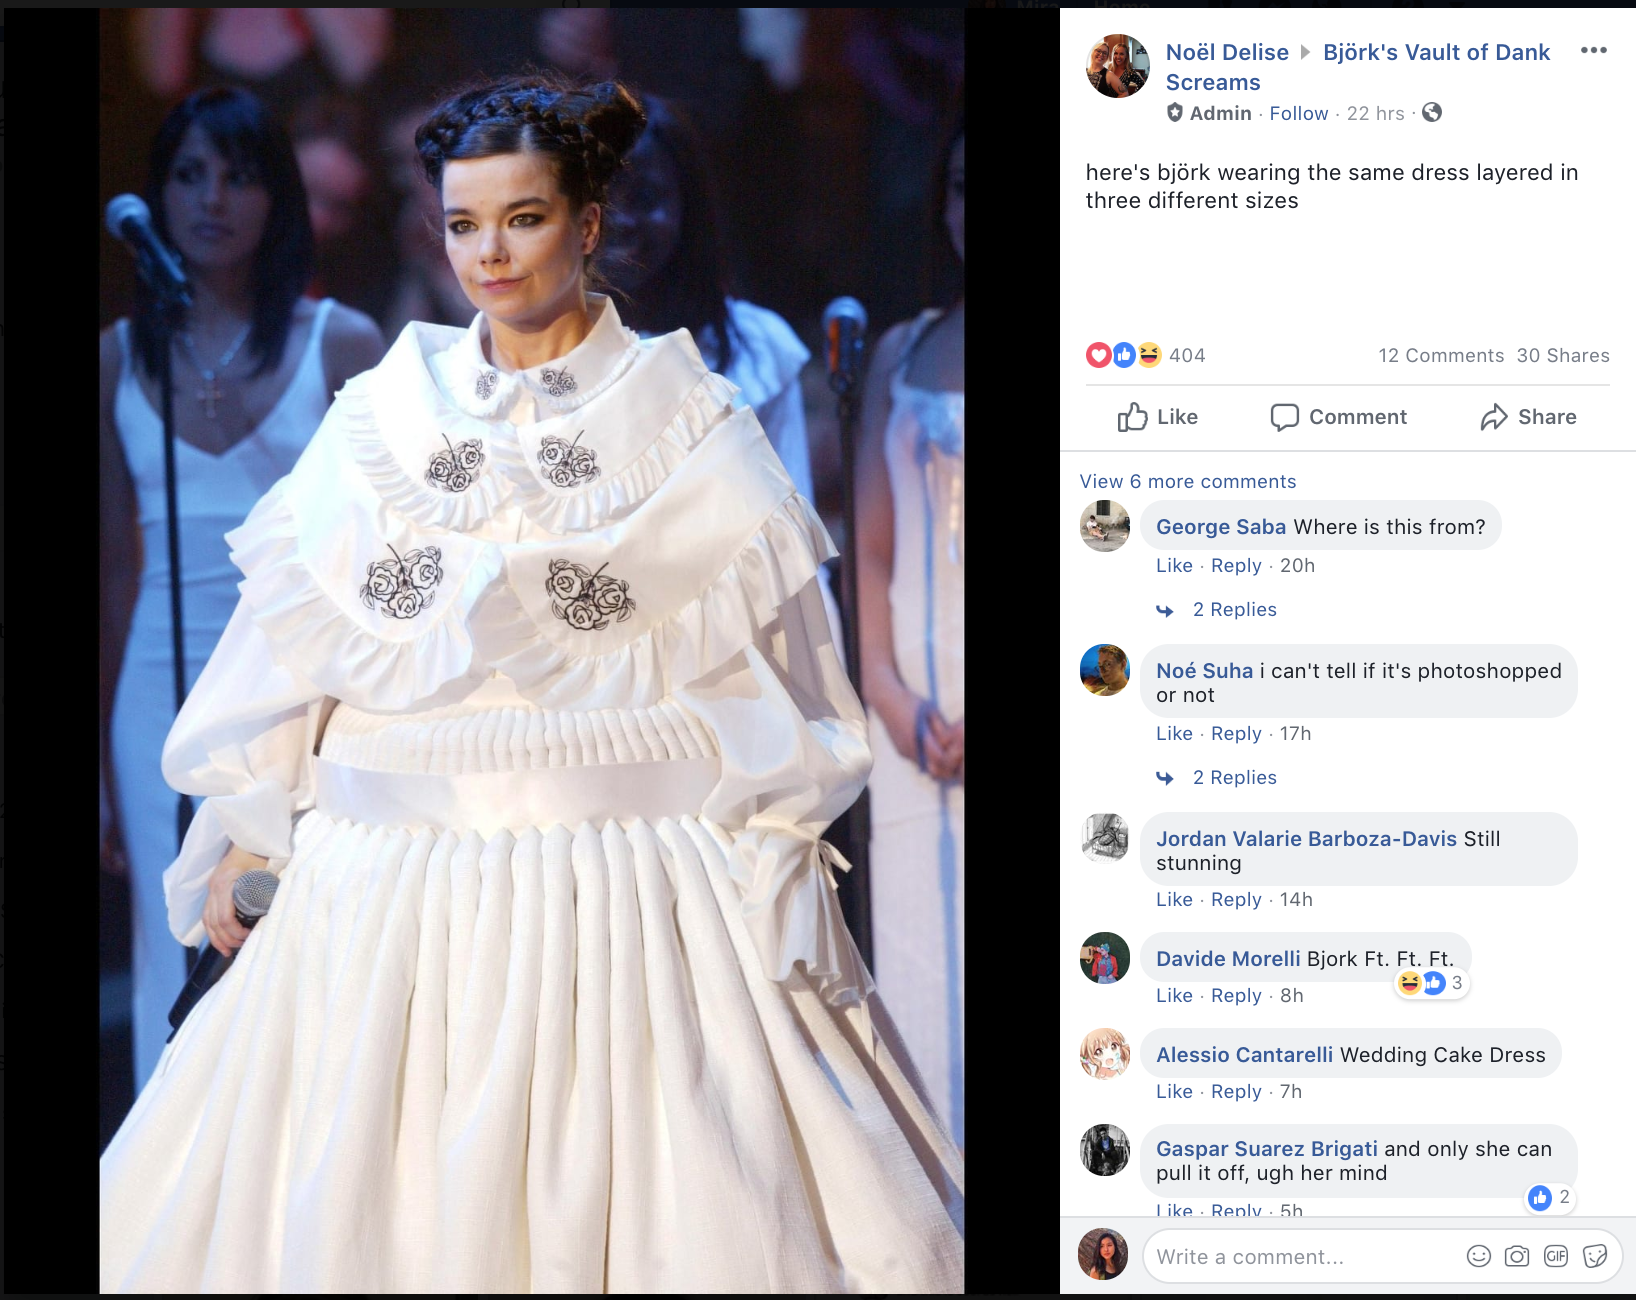 Noël Delise ▸ Björk's Vault of Dank
Screams
Admin · Follow · 22 hrs ·
here's björk wearing the same dress layered in
three different sizes
404
12 Comments 30 Shares
Like Comment Share
View 6 more comments
George Saba Where is this from?
Like · Reply · 20h
2 Replies
Noé Suha i can't tell if it's photoshopped
or not
Like · Reply · 17h
2 Replies
Jordan Valarie Barboza-Davis Still
stunning
Like · Reply · 14h
Davide Morelli Bjork Ft. Ft. Ft.
3
Like · Reply · 8h
Alessio Cantarelli Wedding Cake Dress
Like · Reply · 7h
Gaspar Suarez Brigati and only she can
pull it off, ugh her mind
2
Like · Reply · 5h
Write a comment...
GIF